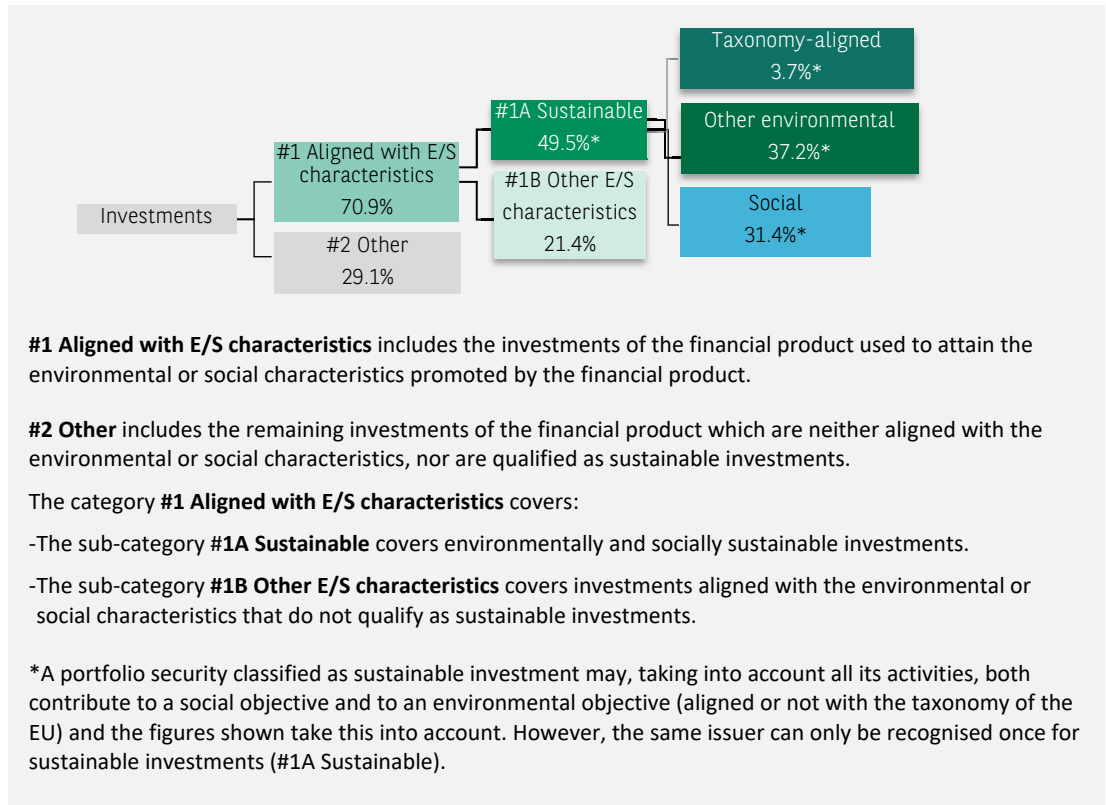 Taxonomy-aligned
3.7%*
#1A Sustainable
49.5%*
Other environmental
37.2%*
#1 Aligned with E/S
characteristics
70.9%
#1B Other E/S
characteristics
21.4%
Social
31.4%*
Investments
#2 Other
29.1%
#1 Aligned with E/S characteristics includes the investments of the financial product used to attain the
environmental or social characteristics promoted by the financial product.
#2 Other includes the remaining investments of the financial product which are neither aligned with the
environmental or social characteristics, nor are qualified as sustainable investments.
The category #1 Aligned with E/S characteristics covers:
-The sub-category #1A Sustainable covers environmentally and socially sustainable investments.
-The sub-category #1B Other E/S characteristics covers investments aligned with the environmental or
social characteristics that do not qualify as sustainable investments.
*A portfolio security classified as sustainable investment may, taking into account all its activities, both
contribute to a social objective and to an environmental objective (aligned or not with the taxonomy of the
EU) and the figures shown take this into account. However, the same issuer can only be recognised once for
sustainable investments (#1A Sustainable).